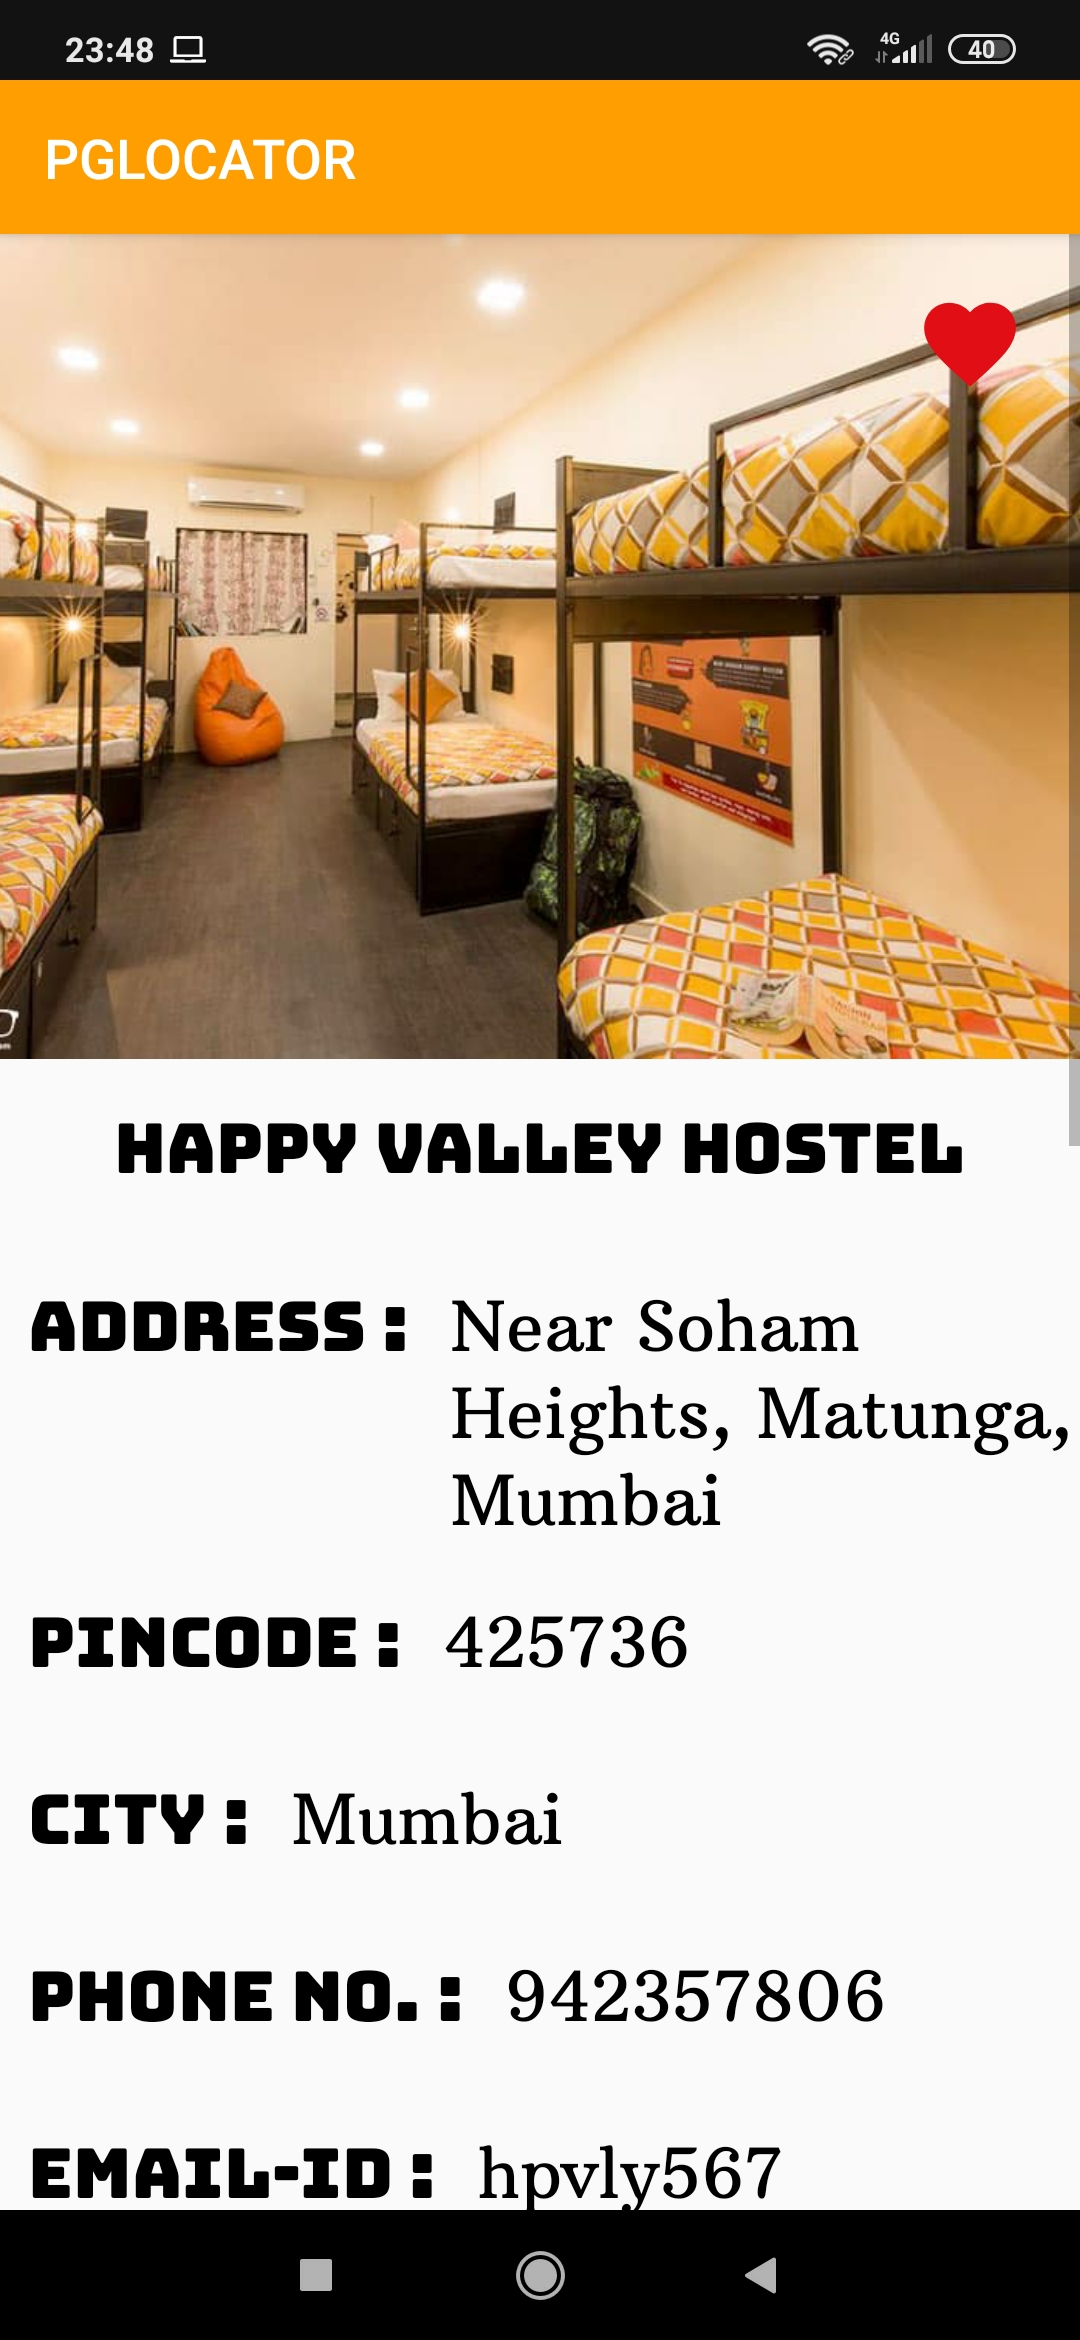 23:48
4G
40
PGLOCATOR
HAPPY VALLEY HOSTEL
ADDRESS : Near Soham
Heights, Matunga,
Mumbai
PINCODE : 425736
CITY : Mumbai
PHONE NO. : 942357806
EMAIL-ID : hpvly567